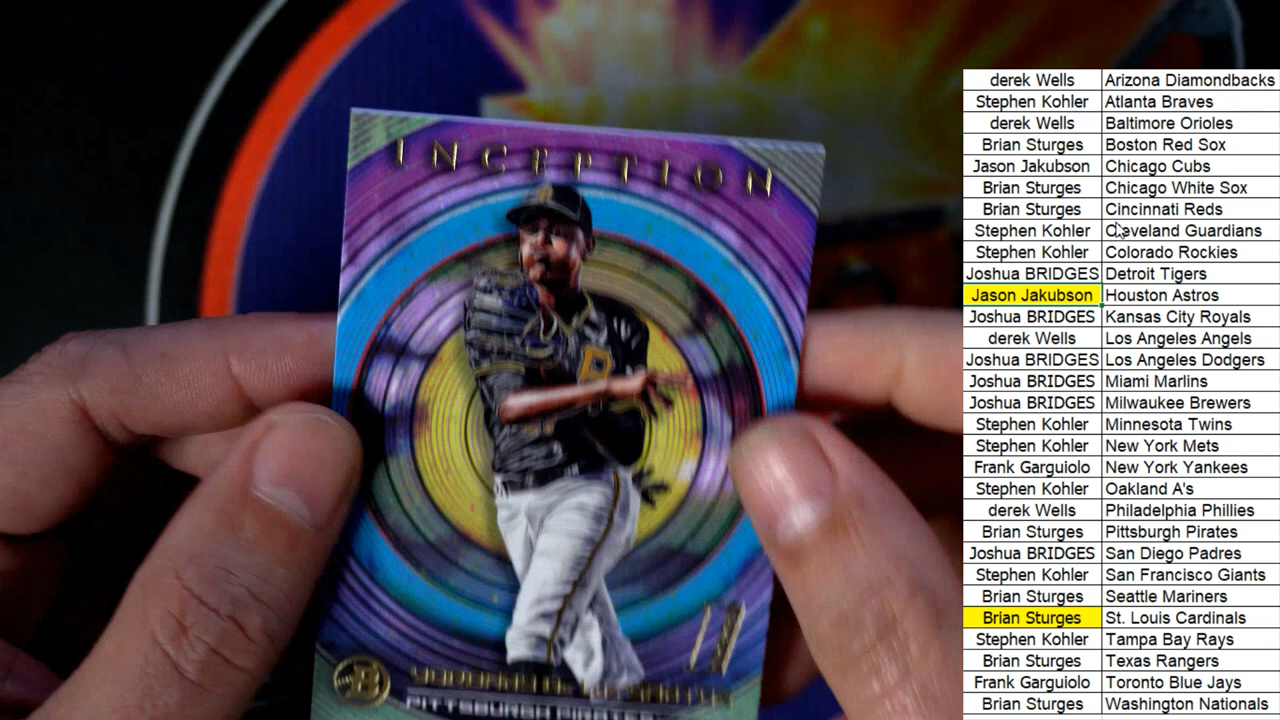 INCEPTION
PITTSBURGH PIRATES
derek Wells Arizona Diamondbacks
Stephen Kohler Atlanta Braves
derek Wells Baltimore Orioles
Brian Sturges Boston Red Sox
Jason Jakubson Chicago Cubs
Brian Sturges Chicago White Sox
Brian Sturges Cincinnati Reds
Stephen Kohler Cleveland Guardians
Stephen Kohler Colorado Rockies
Joshua BRIDGES Detroit Tigers
Jason Jakubson Houston Astros
Joshua BRIDGES Kansas City Royals
derek Wells Los Angeles Angels
Joshua BRIDGES Los Angeles Dodgers
Joshua BRIDGES Miami Marlins
Joshua BRIDGES Milwaukee Brewers
Stephen Kohler Minnesota Twins
Stephen Kohler New York Mets
Frank Garguiolo New York Yankees
Stephen Kohler Oakland A's
derek Wells Philadelphia Phillies
Brian Sturges Pittsburgh Pirates
Joshua BRIDGES San Diego Padres
Stephen Kohler San Francisco Giants
Brian Sturges Seattle Mariners
Brian Sturges St. Louis Cardinals
Stephen Kohler Tampa Bay Rays
Brian Sturges Texas Rangers
Frank Garguiolo Toronto Blue Jays
Brian Sturges Washington Nationals